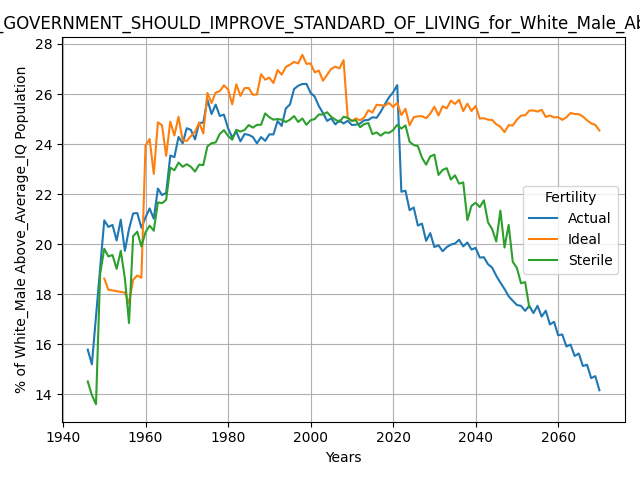 _GOVERNMENT_SHOULD_IMPROVE_STANDARD_OF_LIVING_for_White_Male_Ab
% of White_Male Above_Average_IQ Population
28
26
24
22
20
18
16
14
Fertility
Actual
Ideal
Sterile
1940 1960 1980 2000 2020 2040 2060
Years